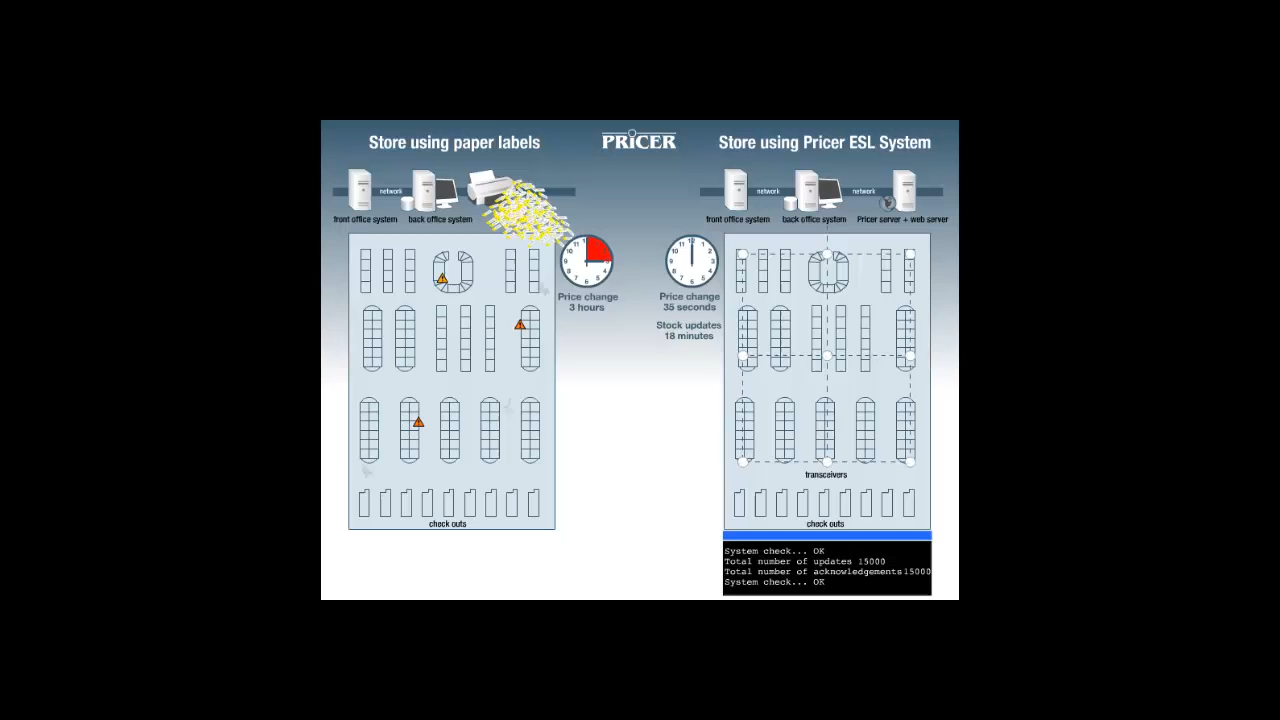 Store using paper labels
PRICER
Store using Pricer ESL System
network
front office system
back office system
network
network
front office system
back office system
Pricer server + web server
Price change
3 hours
Price change
35 seconds
Stock updates
18 minutes
check outs
transceivers
check outs
System check... OK
Total number of updates 15000
Total number of acknowledgements15000
System check... OK